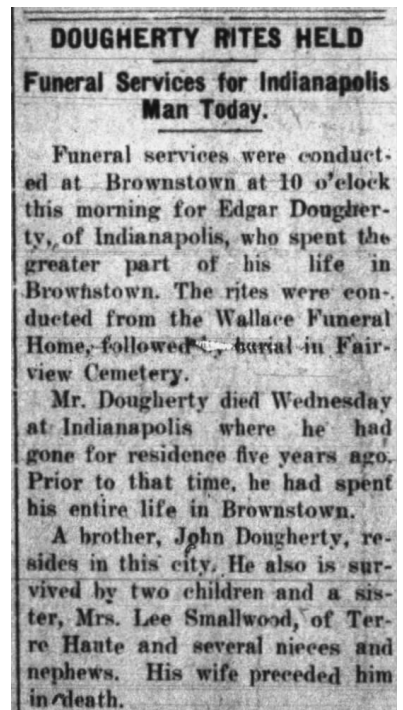 DOUGHERTY RITES HELD
Funeral Services for Indianapolis
Man Today.
Funeral services were conduct-
ed at Brownstown at 10 o'clock
this morning for Edgar Dougher-
ty, of Indianapolis, who spent the
greater part of his life in
Brownstown. The rites were con-
ducted from the Wallace Funeral
Home, followed by burial in Fair-
view Cemetery.
Mr. Dougherty died Wednesday
at Indianapolis where he had
gone for residence five years ago.
Prior to that time, he had spent
his entire life in Brownstown.
A brother, John Dougherty, re-
sides in this city. He also is sur-
vived by two children and a sis-
ter, Mrs. Lee Smallwood, of Ter-
re Haute and several nieces and
nephews. His wife preceded him
in death.